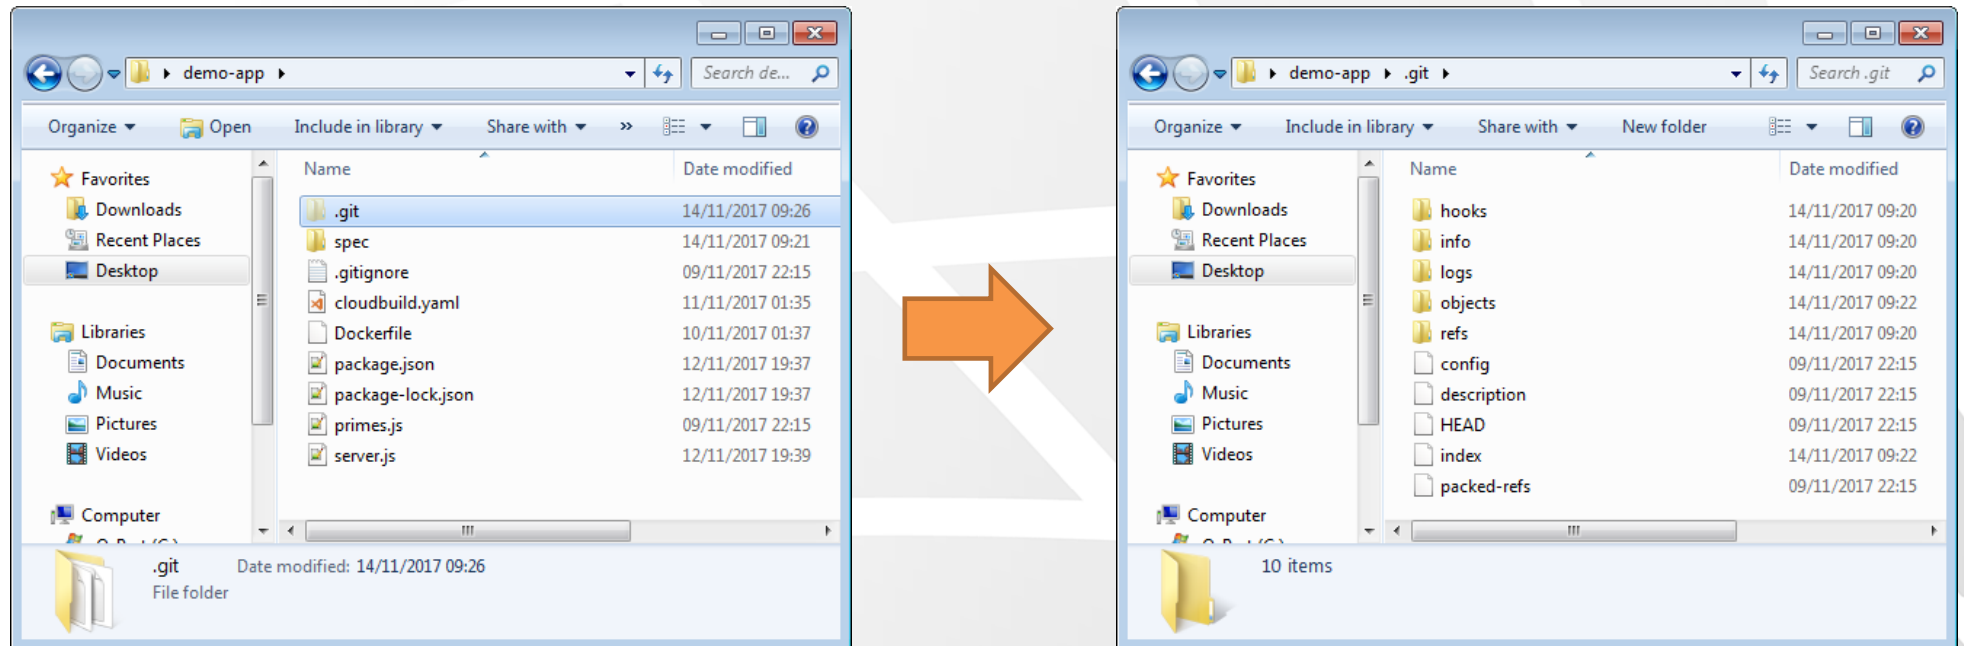 demo-app
Search de...
Organize Open Include in library Share with »
Favorites
Downloads
Recent Places
Desktop
Libraries
Documents
Music
Pictures
Videos
Computer
Name Date modified
.git 14/11/2017 09:26
spec 14/11/2017 09:21
.gitignore 09/11/2017 22:15
cloudbuild.yaml 11/11/2017 01:35
Dockerfile 10/11/2017 01:37
package.json 12/11/2017 19:37
package-lock.json 12/11/2017 19:37
primes.js 09/11/2017 22:15
server.js 12/11/2017 19:39
.git Date modified: 14/11/2017 09:26
File folder
demo-app .git
Search .git
Organize Include in library Share with New folder
Favorites
Downloads
Recent Places
Desktop
Libraries
Documents
Music
Pictures
Videos
Computer
Name Date modified
hooks 14/11/2017 09:20
info 14/11/2017 09:20
logs 14/11/2017 09:20
objects 14/11/2017 09:22
refs 14/11/2017 09:20
config 09/11/2017 22:15
description 09/11/2017 22:15
HEAD 09/11/2017 22:15
index 14/11/2017 09:22
packed-refs 09/11/2017 22:15
10 items